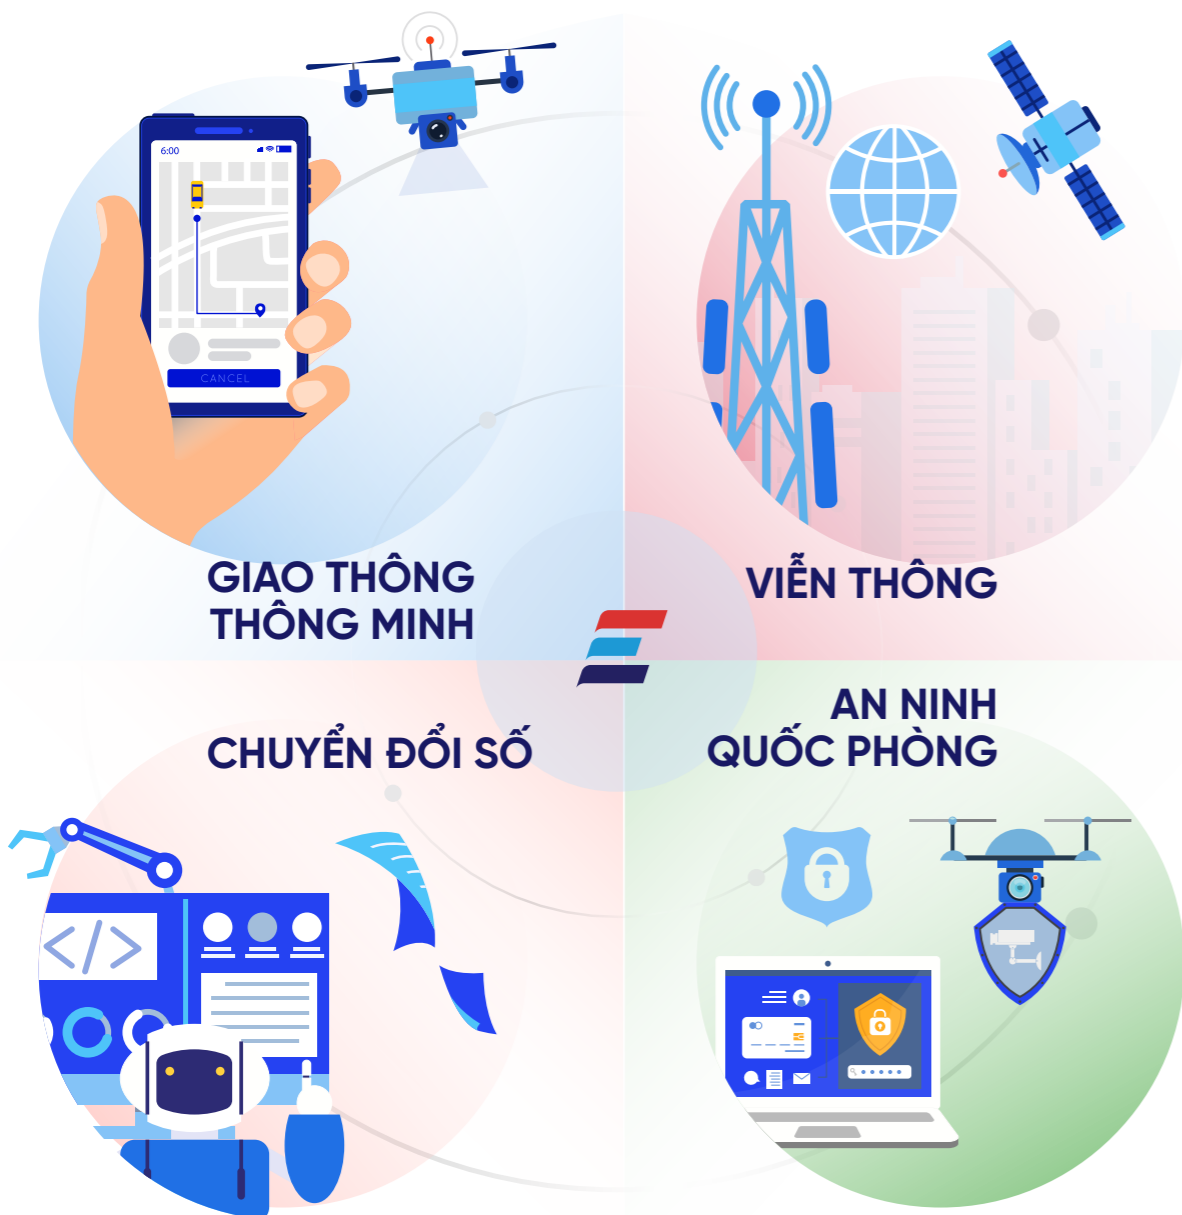 6:00
CANCEL
GIAO THÔNG
THÔNG MINH
VIỄN THÔNG
CHUYỂN ĐỔI SỐ
AN NINH
QUỐC PHÒNG